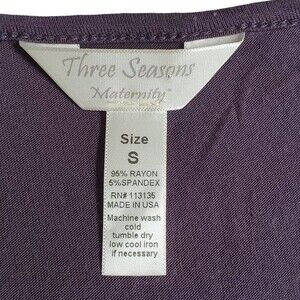 Three Seasons
Maternity
Size
S
95% RAYON
5%SPANDEX
RN# 113135
MADE IN USA
Machine wash
cold
tumble dry
low cool iron
if necessary